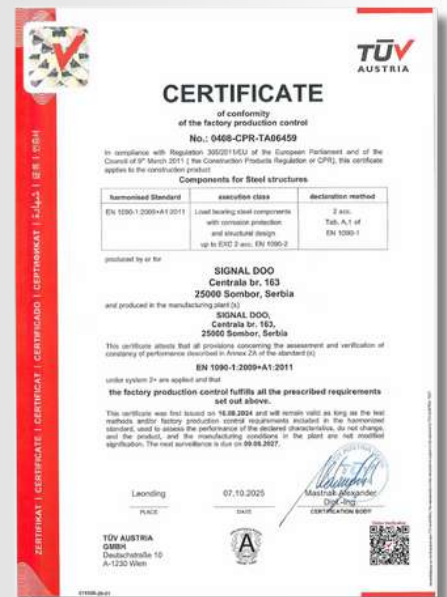 TÜV
AUSTRIA
CERTIFICATE
of conformity
of the factory production control
No.: 0408-CPR-TA06459
In compliance with Regulation 305/2011/EU of the European Parliament and of the
Council of 9th March 2011 ( the Construction Products Regulation or CPR), this certificate
applies to the construction product
Components for Steel structures
harmonised Standard execution class declaration method
EN 1090-1:2009+A1:2011 Load bearing steel components 2 acc.
with corrosion protection Tab. A.1 of
and structural design EN 1090-1
up to EXC 2 acc. EN 1090-2
produced by or for
SIGNAL DOO
Centrala br. 163
25000 Sombor, Serbia
and produced in the manufacturing plant (s)
SIGNAL DOO,
Centrala br. 163,
25000 Sombor, Serbia
This certificate attests that all provisions concerning the assessment and verification of
constancy of performance described in Annex ZA of the standard (s)
EN 1090-1:2009+A1:2011
under system 2+ are applied and that
the factory production control fulfills all the prescribed requirements
set out above.
This certificate was first issued on 16.08.2024 and will remain valid as long as the test
methods and/or factory production control requirements included in the harmonized
standard, used to assess the performance of the declared characteristics, do not change,
and the product, and the manufacturing conditions in the plant are not modified
signification. The next surveillance is due on 09.08.2027.
Leonding 07.10.2025 Mastnak Alexander
Dipl.-Ing.
PLACE DATE CERTIFICATION BODY
TÜV AUSTRIA
GMBH
Deutschstraße 10
A-1230 Wien
A
ZERTIFIKAT | CERTIFICATE | CERTIFICAT | CERTIFICADO | СЕРТИФИКАТ | شهادة | 证书 | 인증서